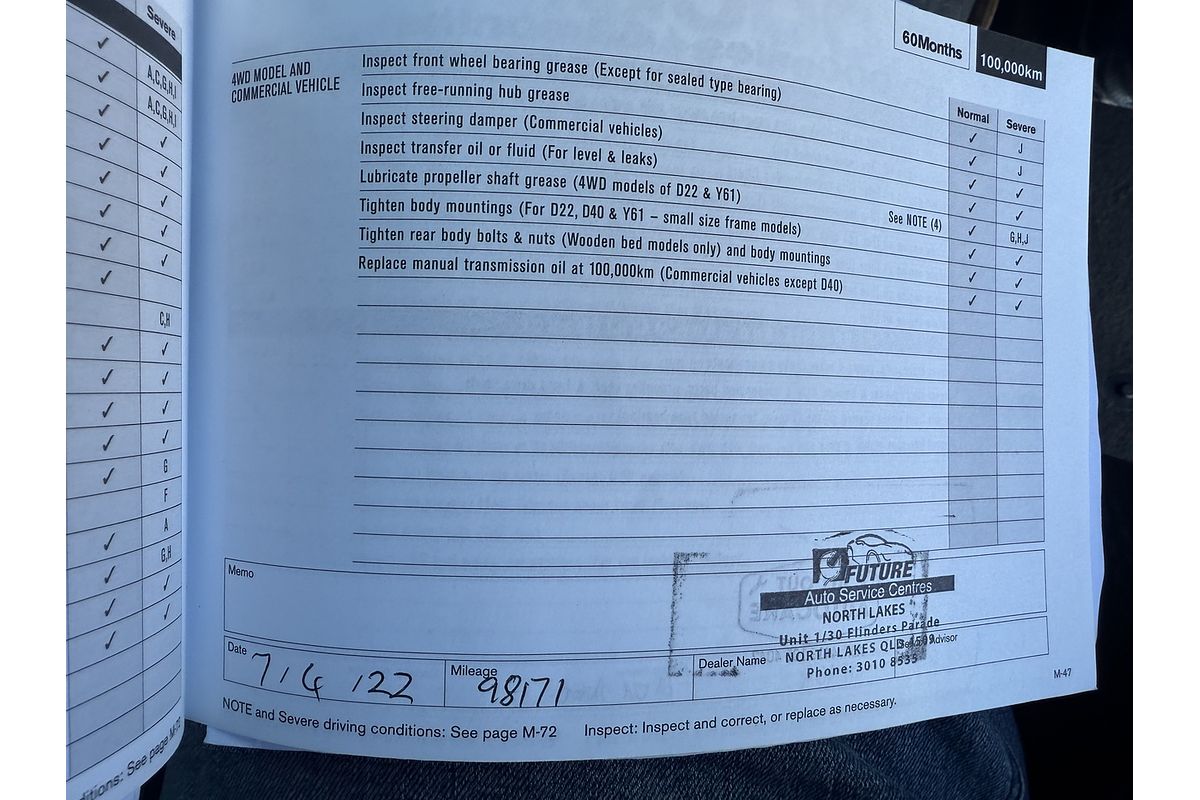 Severe
A,C,G,H,I
A,C,G,H,I
✓
✓
✓
✓
✓
✓
✓
✓
✓
✓
C,H
✓
✓
✓
✓
✓
✓
✓
✓
✓
G
F
A
✓
G,H
✓
✓
✓
✓
✓
ditions: See page M-72
60Months
100,000km
Normal
Severe
4WD MODEL AND
COMMERCIAL VEHICLE
Inspect front wheel bearing grease (Except for sealed type bearing) ✓ J
Inspect free-running hub grease ✓ J
Inspect steering damper (Commercial vehicles) ✓ ✓
Inspect transfer oil or fluid (For level & leaks) ✓ ✓
Lubricate propeller shaft grease (4WD models of D22 & Y61) See NOTE (4) ✓ G,H,J
Tighten body mountings (For D22, D40 & Y61 – small size frame models) ✓ ✓
Tighten rear body bolts & nuts (Wooden bed models only) and body mountings ✓ ✓
Replace manual transmission oil at 100,000km (Commercial vehicles except D40) ✓ ✓
Memo
FUTURE
Auto Service Centres
NORTH LAKES
Unit 1/30 Flinders Parade
NORTH LAKES QLD 4509
Phone: 3010 8535
Date 7/4/22
Mileage 98171
Dealer Name
Advisor
M-47
NOTE and Severe driving conditions: See page M-72
Inspect: Inspect and correct, or replace as necessary.